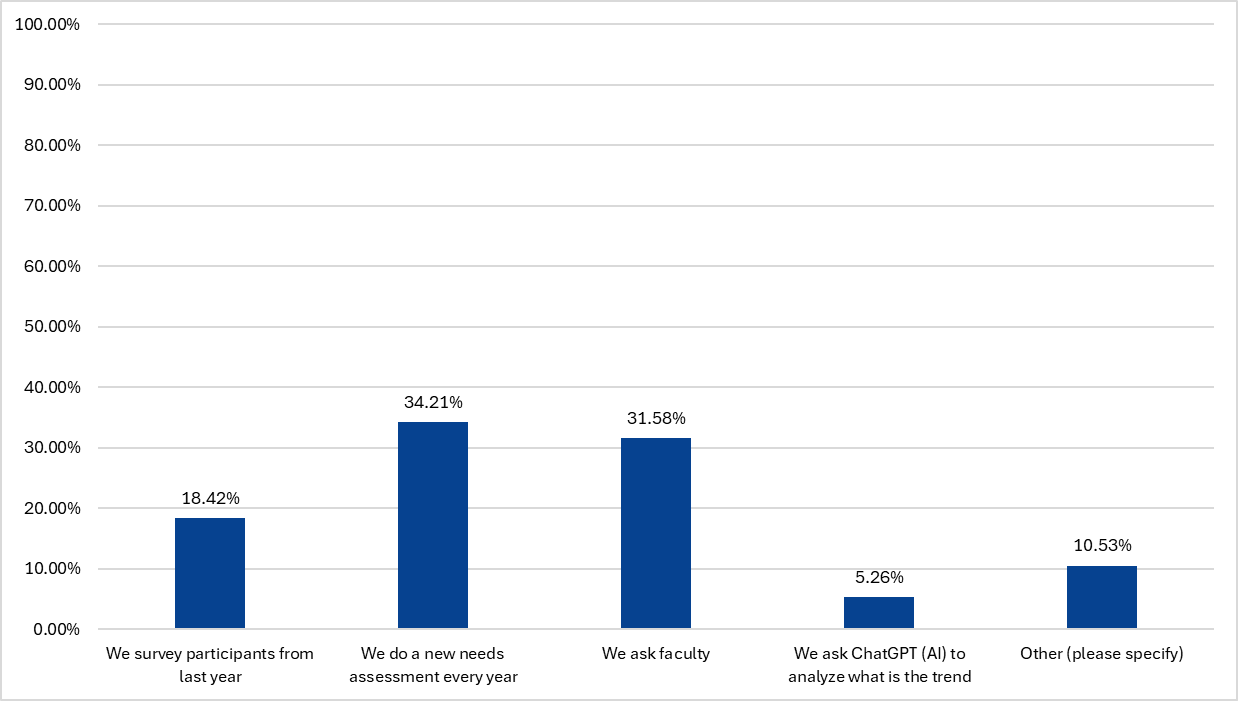 100.00%
90.00%
80.00%
70.00%
60.00%
50.00%
40.00%
30.00%
20.00%
10.00%
0.00%
18.42%
34.21%
31.58%
5.26%
10.53%
We survey participants from
last year
We do a new needs
assessment every year
We ask faculty
We ask ChatGPT (AI) to
analyze what is the trend
Other (please specify)